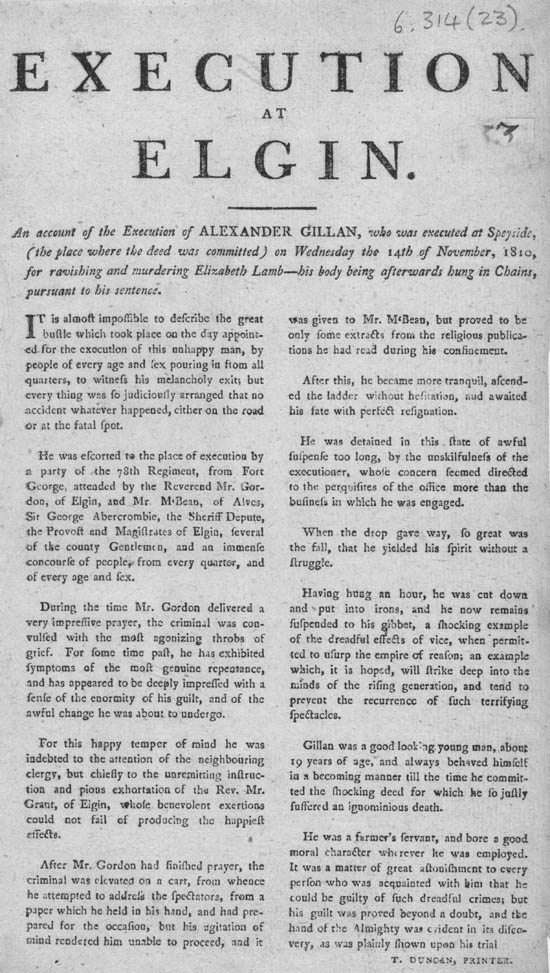 6.314(23).
EXECUTION
AT
ELGIN.
An account of the Execution of ALEXANDER GILLAN, who was executed at Speyside,
(the place where the deed was committed) on Wednesday the 14th of November, 1810,
for ravishing and murdering Elizabeth Lamb—his body being afterwards hung in Chains,
pursuant to his sentence.
IT is almoſt impoſſible to deſcribe the great
buſtle which took place on the day appoint-
ed for the execution of this unhappy man, by
people of every age and ſex pouring in from all
quarters, to witneſs his melancholy exit; but
every thing was ſo judiciouſly arranged that no
accident whatever happened, either on the road
or at the fatal ſpot.
He was eſcorted to the place of execution by
a party of the 78th Regiment, from Fort
George, attended by the Reverend Mr. Gor-
don, of Elgin, and Mr. M'Bean, of Alves,
Sir George Abercrombie, the Sheriff Depute,
the Provoſt and Magiſtrates of Elgin, ſeveral
of the county Gentlemen, and an immenſe
concourſe of people, from every quarter, and
of every age and ſex.
During the time Mr. Gordon delivered a
very impreſſive prayer, the criminal was con-
vulſed with the moſt agonizing throbs of
grief. For ſome time paſt, he has exhibited
ſymptoms of the moſt genuine repentance,
and has appeared to be deeply impreſſed with a
ſenſe of the enormity of his guilt, and of the
awful change he was about to undergo.
For this happy temper of mind he was
indebted to the attention of the neighbouring
clergy, but chiefly to the unremitting inſtruc-
tion and pious exhortation of the Rev. Mr.
Grant, of Elgin, whoſe benevolent exertions
could not fail of producing the happieſt
effects.
After Mr. Gordon had finiſhed prayer, the
criminal was elevated on a cart, from whence
he attempted to addreſs the ſpectators, from a
paper which he held in his hand, and had pre-
pared for the occaſion, but his agitation of
mind rendered him unable to proceed, and it
was given to Mr. M'Bean, but proved to be
only ſome extracts from the religious publica-
tions he had read during his confinement.
After this, he became more tranquil, aſcend-
ed the ladder without heſitation, and awaited
his fate with perfect reſignation.
He was detained in this ſtate of awful
ſuſpenſe too long, by the unſkilfulneſs of the
executioner, whoſe concern ſeemed directed
to the perquiſites of the office more than the
buſineſs in which he was engaged.
When the drop gave way, ſo great was
the fall, that he yielded his ſpirit without a
ſtruggle.
Having hung an hour, he was cut down
and put into irons, and he now remains
ſuſpended to his gibbet, a ſhocking example
of the dreadful effects of vice, when permit-
ted to uſurp the empire of reaſon; an example
which, it is hoped, will ſtrike deep into the
minds of the riſing generation, and tend to
prevent the recurrence of ſuch terrifying
ſpectacles.
Gillan was a good looking young man, about
19 years of age, and always behaved himſelf
in a becoming manner till the time he commit-
ted the ſhocking deed for which he ſo juſtly
ſuffered an ignominious death.
He was a farmer's ſervant, and bore a good
moral character wherever he was employed.
It was a matter of great aſtoniſhment to every
perſon who was acquainted with him that he
could be guilty of ſuch dreadful crimes; but
his guilt was proved beyond a doubt, and the
hand of the Almighty was evident in its diſco-
very, as was plainly ſhown upon his trial
T. DUNCAN, PRINTER.